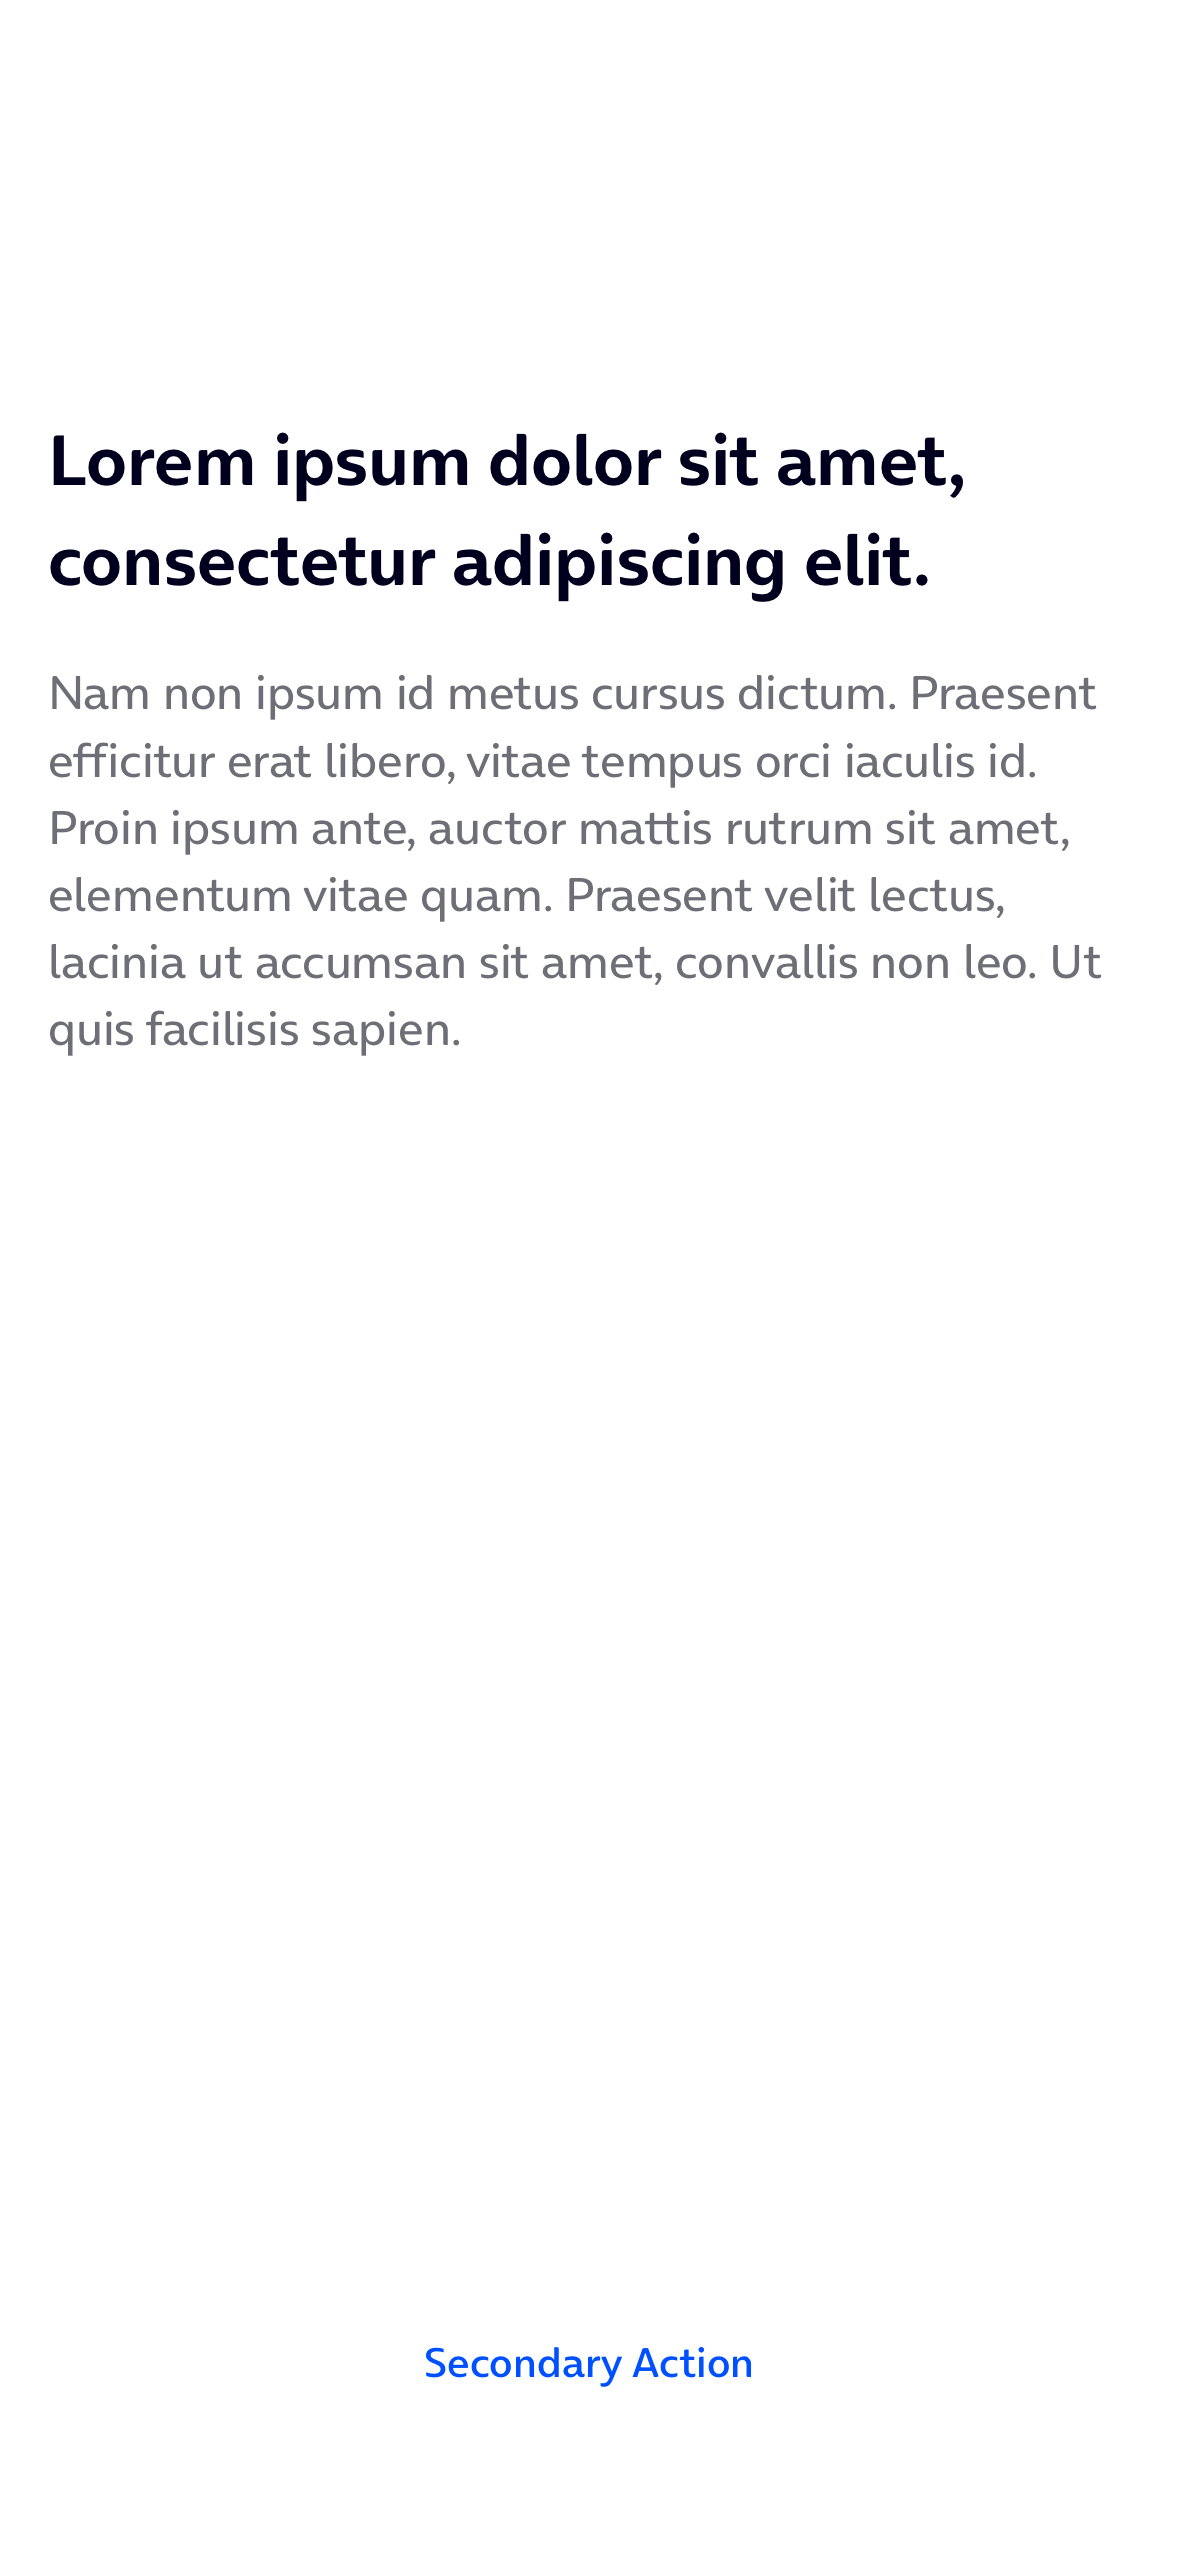 Lorem ipsum dolor sit amet,
consectetur adipiscing elit.
Nam non ipsum id metus cursus dictum. Praesent
efficitur erat libero, vitae tempus orci iaculis id.
Proin ipsum ante, auctor mattis rutrum sit amet,
elementum vitae quam. Praesent velit lectus,
lacinia ut accumsan sit amet, convallis non leo. Ut
quis facilisis sapien.
Secondary Action